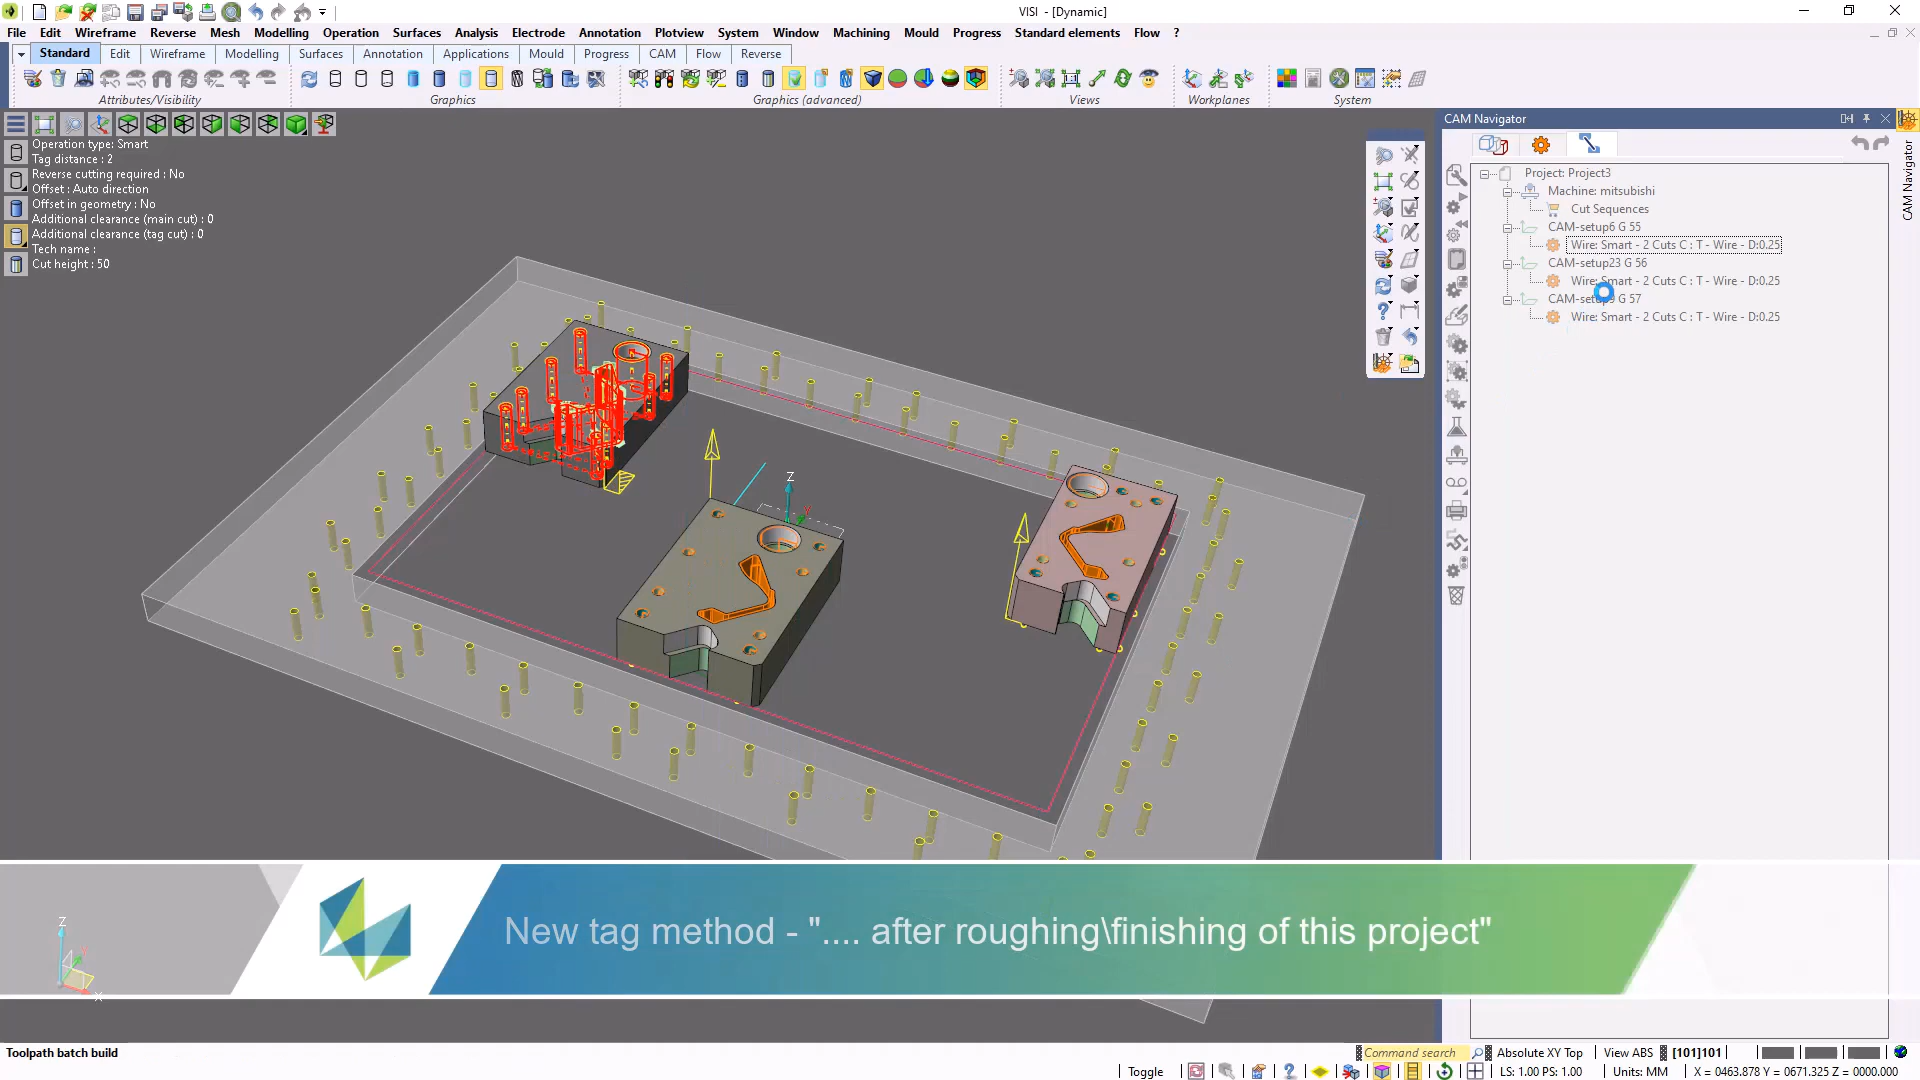 VISI - [Dynamic]
File Edit Wireframe Reverse Mesh Modelling Operation Surfaces Analysis Electrode Annotation Plotview System Window Machining Mould Progress Standard elements Flow ?
Standard Edit Wireframe Modelling Surfaces Annotation Applications Mould Progress CAM Flow Reverse
Attributes/Visibility Graphics Graphics (advanced) Views Workplanes System
CAM Navigator
Operation type: Smart
Tag distance : 2
Reverse cutting required : No
Offset : Auto direction
Offset in geometry : No
Additional clearance (main cut) : 0
Additional clearance (tag cut) : 0
Tech name :
Cut height : 50
Project: Project3
Machine: mitsubishi
Cut Sequences
CAM-setup6 G 55
Wire: Smart - 2 Cuts C : T - Wire - D:0.25
CAM-setup23 G 56
Wire: Smart - 2 Cuts C : T - Wire - D:0.25
CAM-setup9 G 57
Wire: Smart - 2 Cuts C : T - Wire - D:0.25
CAM Navigator
Z
Y
New tag method - ".... after roughing\finishing of this project"
Z
X
Toolpath batch build
Command search Absolute XY Top View ABS [101]101
Toggle LS: 1.00 PS: 1.00 Units: MM X = 0463.878 Y = 0671.325 Z = 0000.000